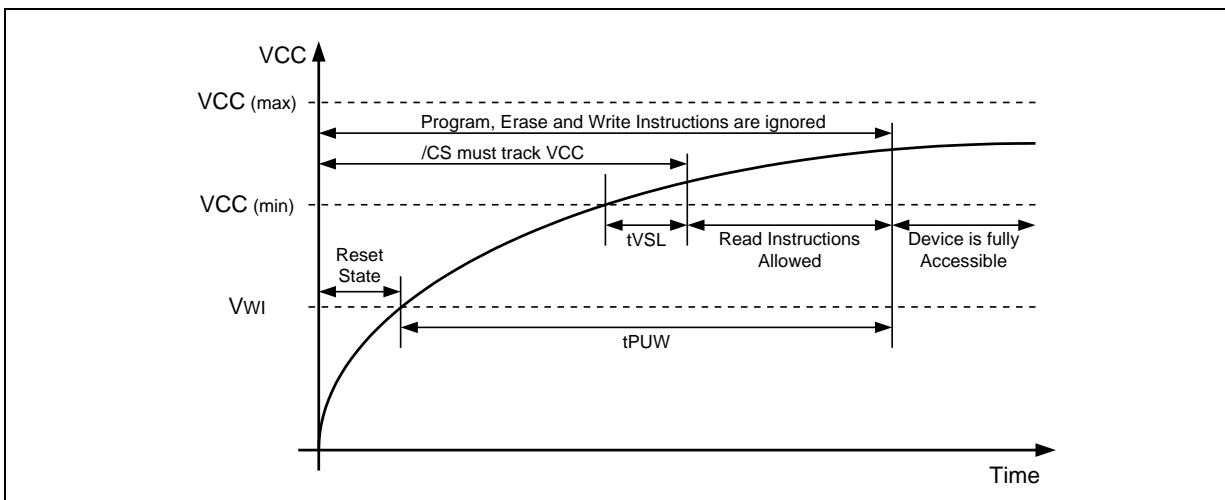 VCC
VCC (max)
Program, Erase and Write Instructions are ignored
/CS must track VCC
VCC (min)
tVSL
Read Instructions
Allowed
Device is fully
Accessible
Reset
State
VWI
tPUW
Time